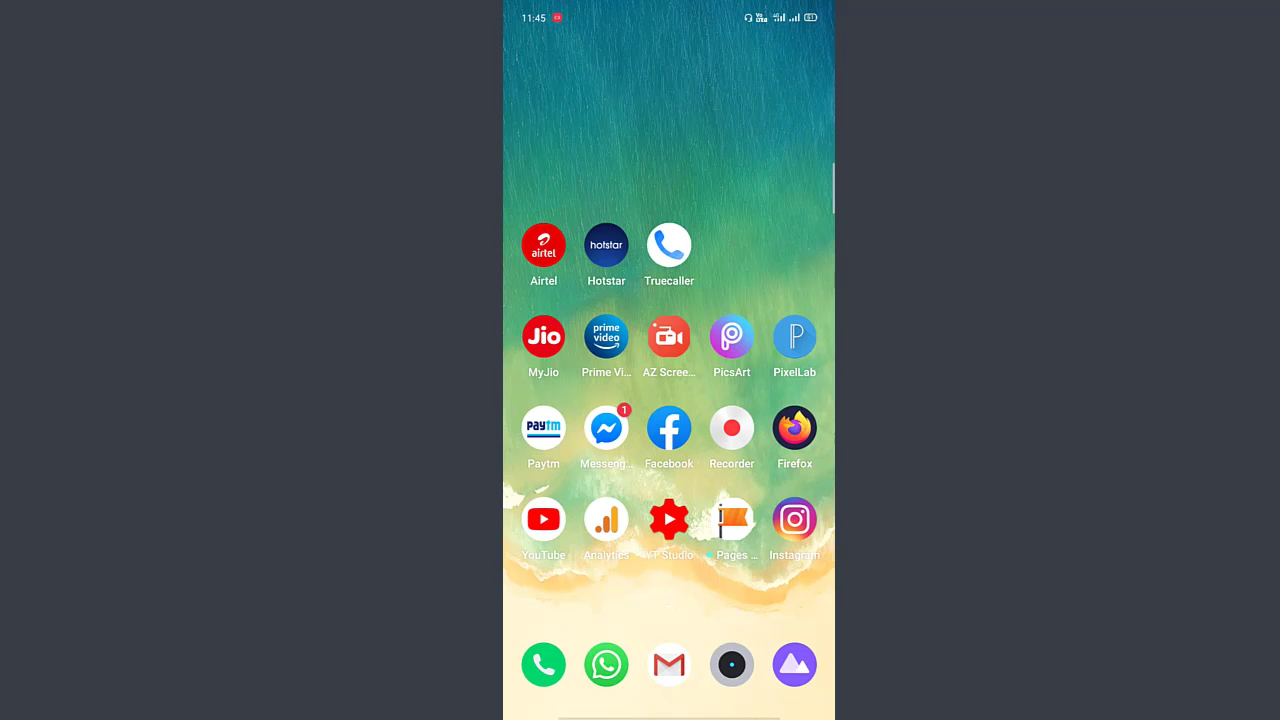 11:45
airtel hotstar
Airtel Hotstar Truecaller
Jio prime video
MyJio Prime Vi... AZ Scree... PicsArt PixelLab
paytm 1
Paytm Messeng... Facebook Recorder Firefox
YouTube Analytics YT Studio Pages ... Instagram